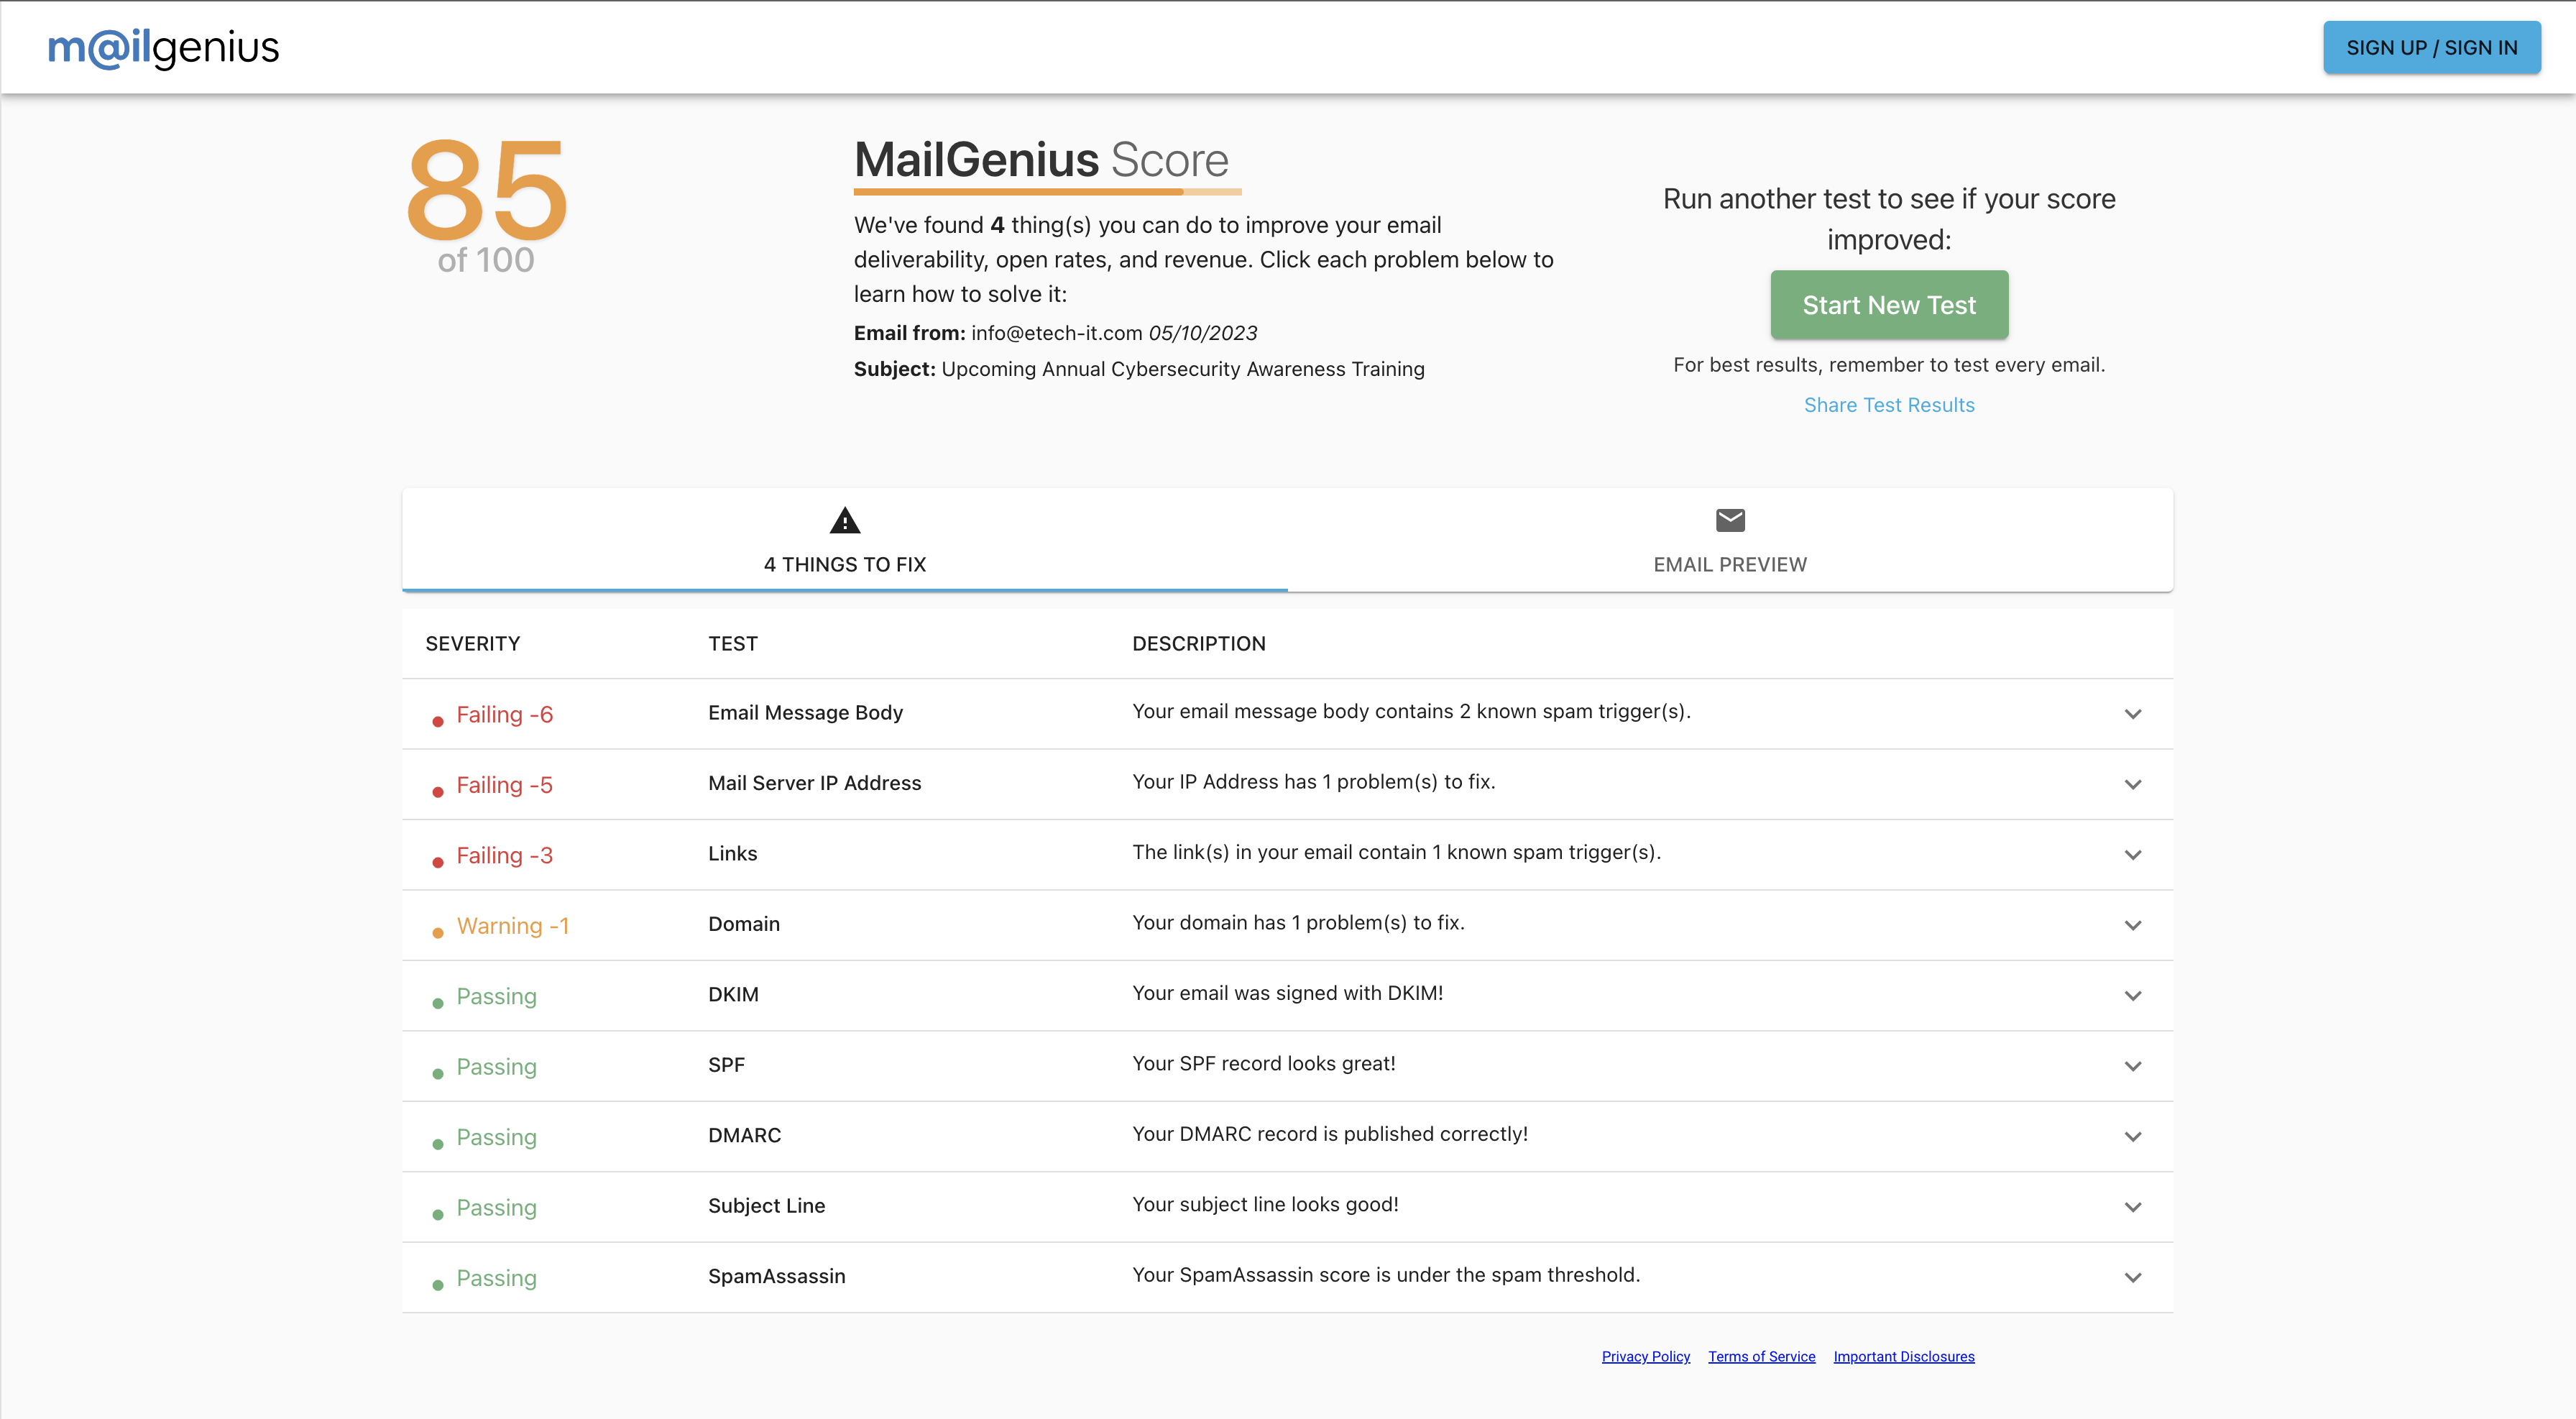 m@ilgenius
SIGN UP / SIGN IN
85
of 100
MailGenius Score
We've found 4 thing(s) you can do to improve your email
deliverability, open rates, and revenue. Click each problem below to
learn how to solve it:
Email from: info@etech-it.com 05/10/2023
Subject: Upcoming Annual Cybersecurity Awareness Training
Run another test to see if your score
improved:
Start New Test
For best results, remember to test every email.
Share Test Results
4 THINGS TO FIX
EMAIL PREVIEW
SEVERITY TEST DESCRIPTION
Failing -6 Email Message Body Your email message body contains 2 known spam trigger(s).
Failing -5 Mail Server IP Address Your IP Address has 1 problem(s) to fix.
Failing -3 Links The link(s) in your email contain 1 known spam trigger(s).
Warning -1 Domain Your domain has 1 problem(s) to fix.
Passing DKIM Your email was signed with DKIM!
Passing SPF Your SPF record looks great!
Passing DMARC Your DMARC record is published correctly!
Passing Subject Line Your subject line looks good!
Passing SpamAssassin Your SpamAssassin score is under the spam threshold.
Privacy Policy Terms of Service Important Disclosures